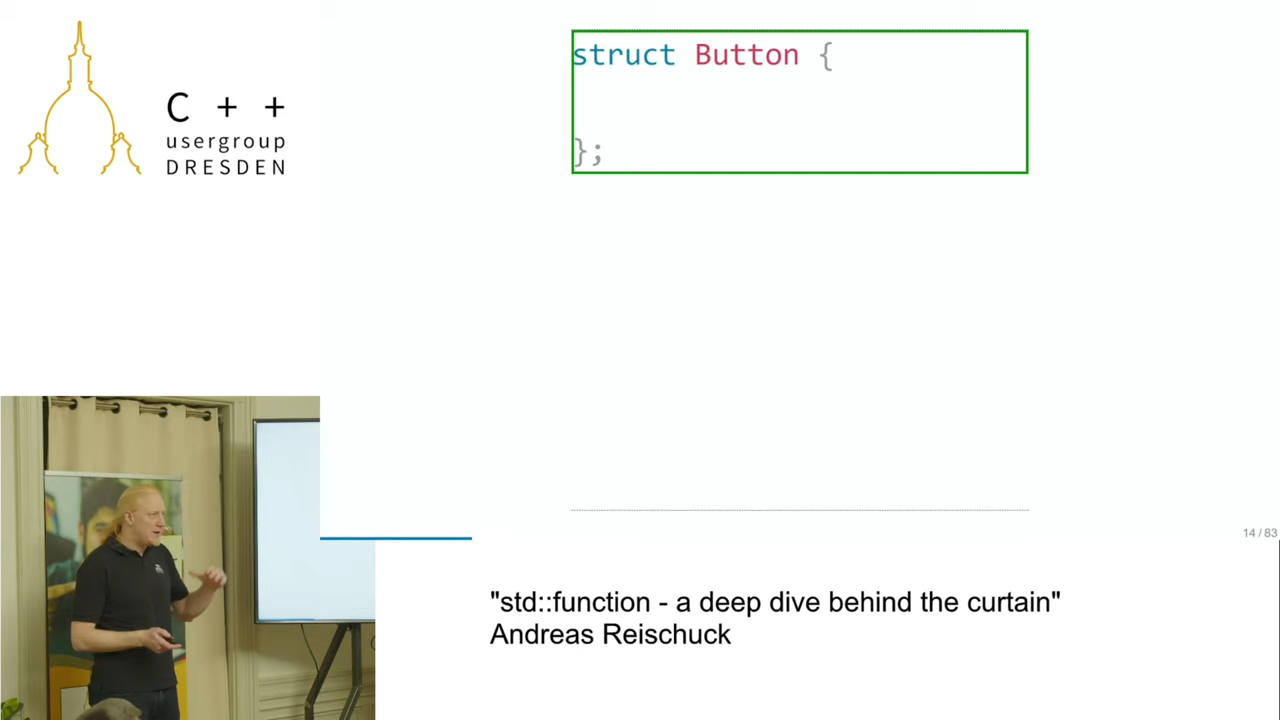 C + +
usergroup
DRESDEN
struct Button {
};
14 / 83
"std::function - a deep dive behind the curtain"
Andreas Reischuck